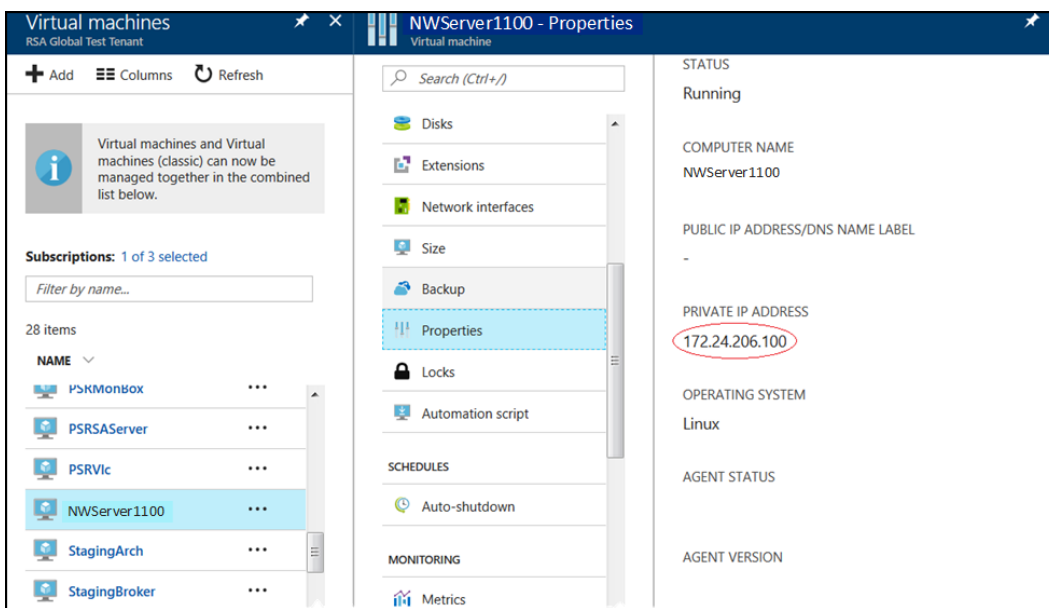 Virtual machines
RSA Global Test Tenant
Add
Columns
Refresh
Virtual machines and Virtual
machines (classic) can now be
managed together in the combined
list below.
Subscriptions: 1 of 3 selected
Filter by name...
28 items
NAME
PSRMonBox
PSRSAServer
PSRVlc
NWServer1100
StagingArch
StagingBroker
NWServer1100 - Properties
Virtual machine
Search (Ctrl+/)
Disks
Extensions
Network interfaces
Size
Backup
Properties
Locks
Automation script
SCHEDULES
Auto-shutdown
MONITORING
Metrics
STATUS
Running
COMPUTER NAME
NWServer1100
PUBLIC IP ADDRESS/DNS NAME LABEL
-
PRIVATE IP ADDRESS
172.24.206.100
OPERATING SYSTEM
Linux
AGENT STATUS
AGENT VERSION